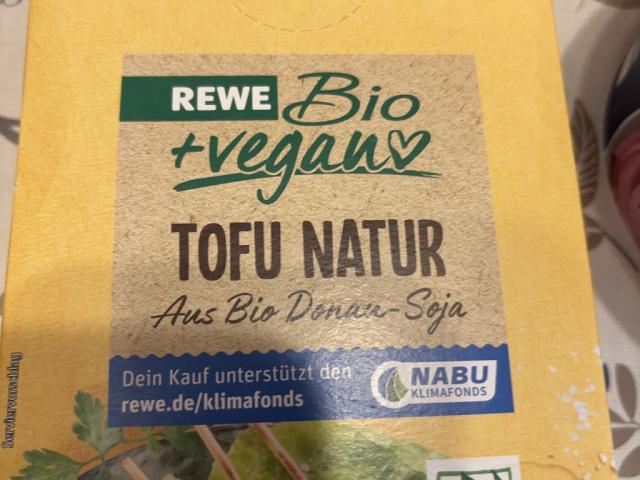 REWE Bio
+vegan
TOFU NATUR
Aus Bio Donau-Soja
Dein Kauf unterstützt den
rewe.de/klimafonds
NABU
KLIMAFONDS
Serviervorschlag